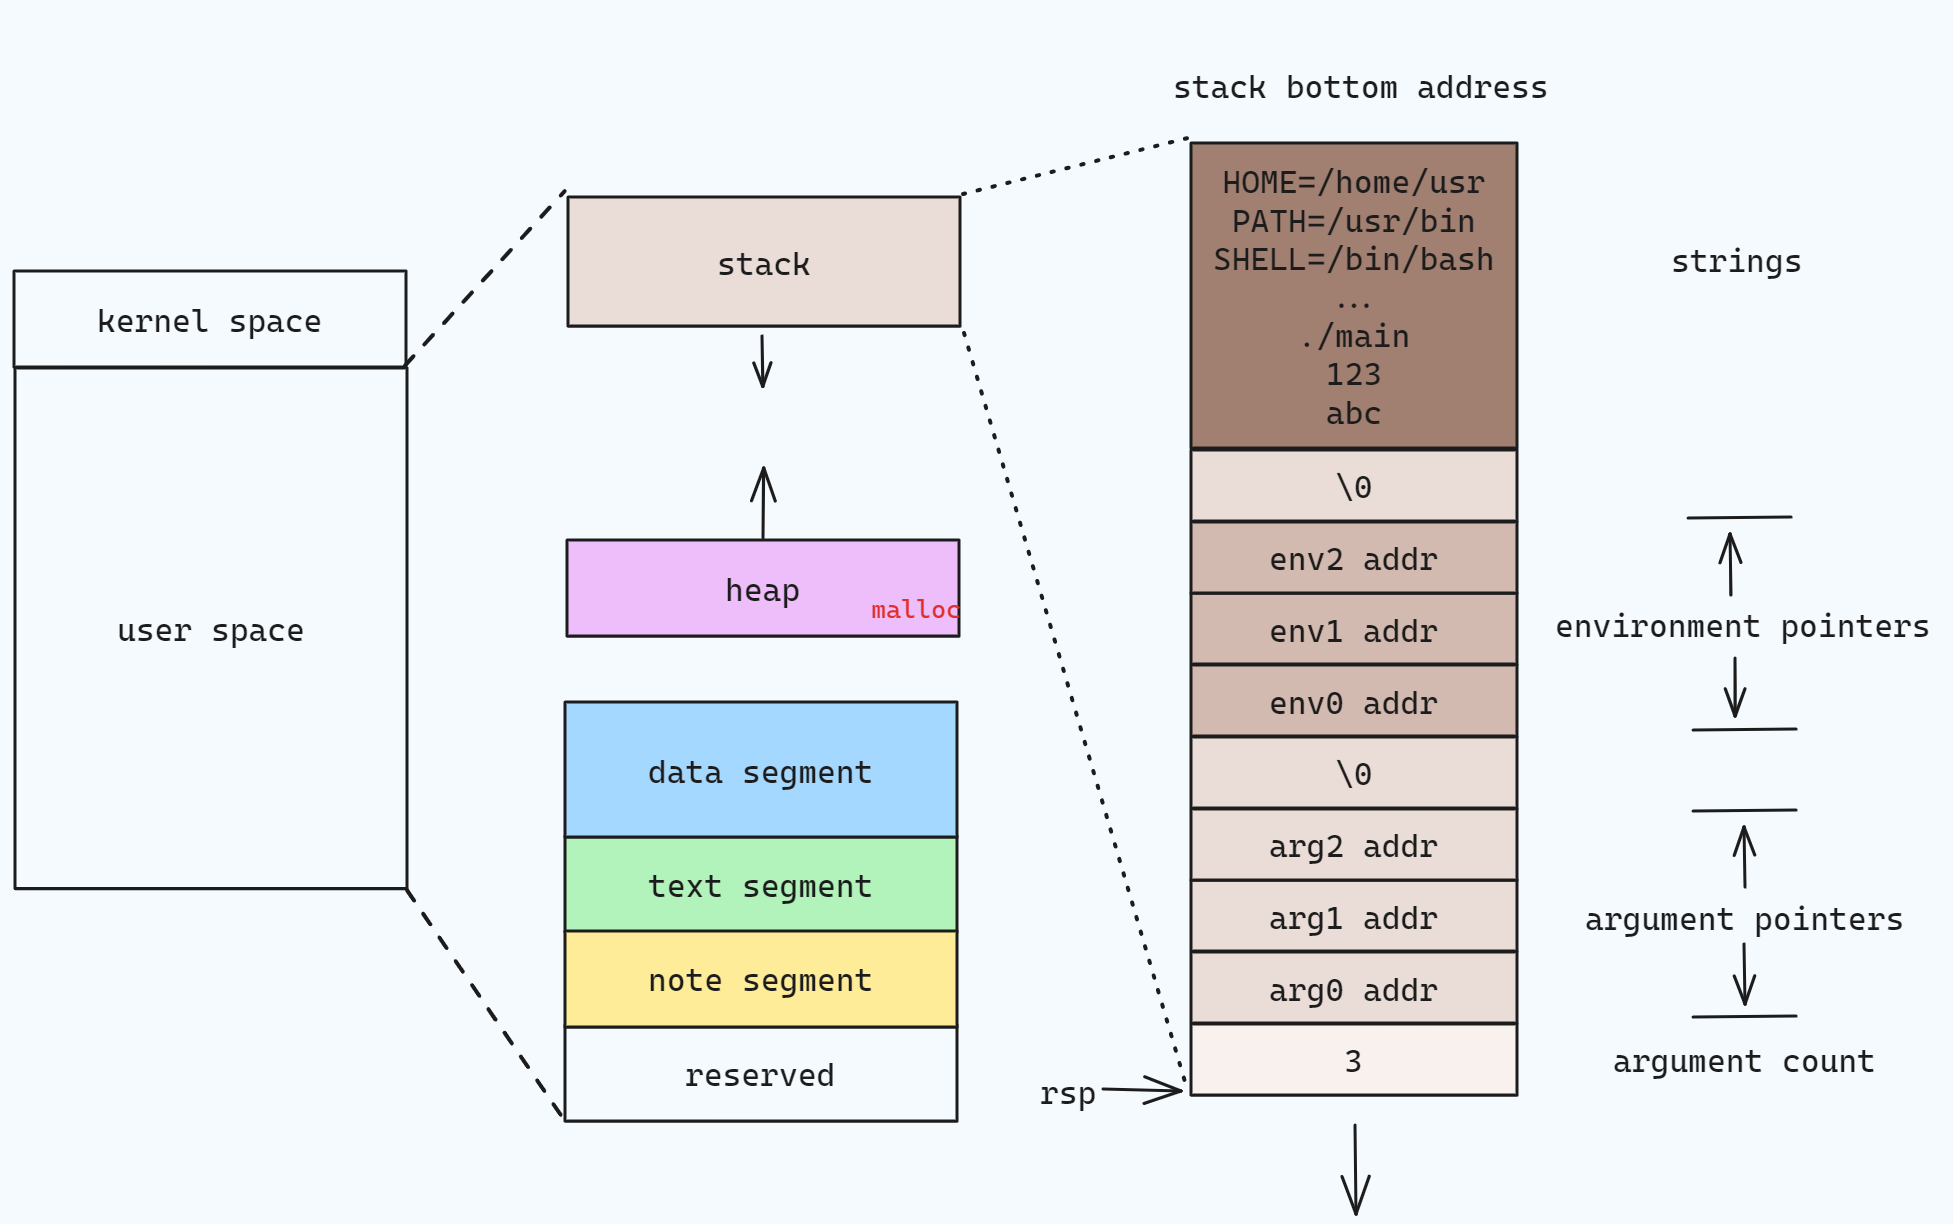 kernel space
user space
stack
heap
malloc
data segment
text segment
note segment
reserved
stack bottom address
HOME=/home/usr
PATH=/usr/bin
SHELL=/bin/bash
...
./main
123
abc
\0
env2 addr
env1 addr
env0 addr
\0
arg2 addr
arg1 addr
arg0 addr
3
rsp
strings
environment pointers
argument pointers
argument count